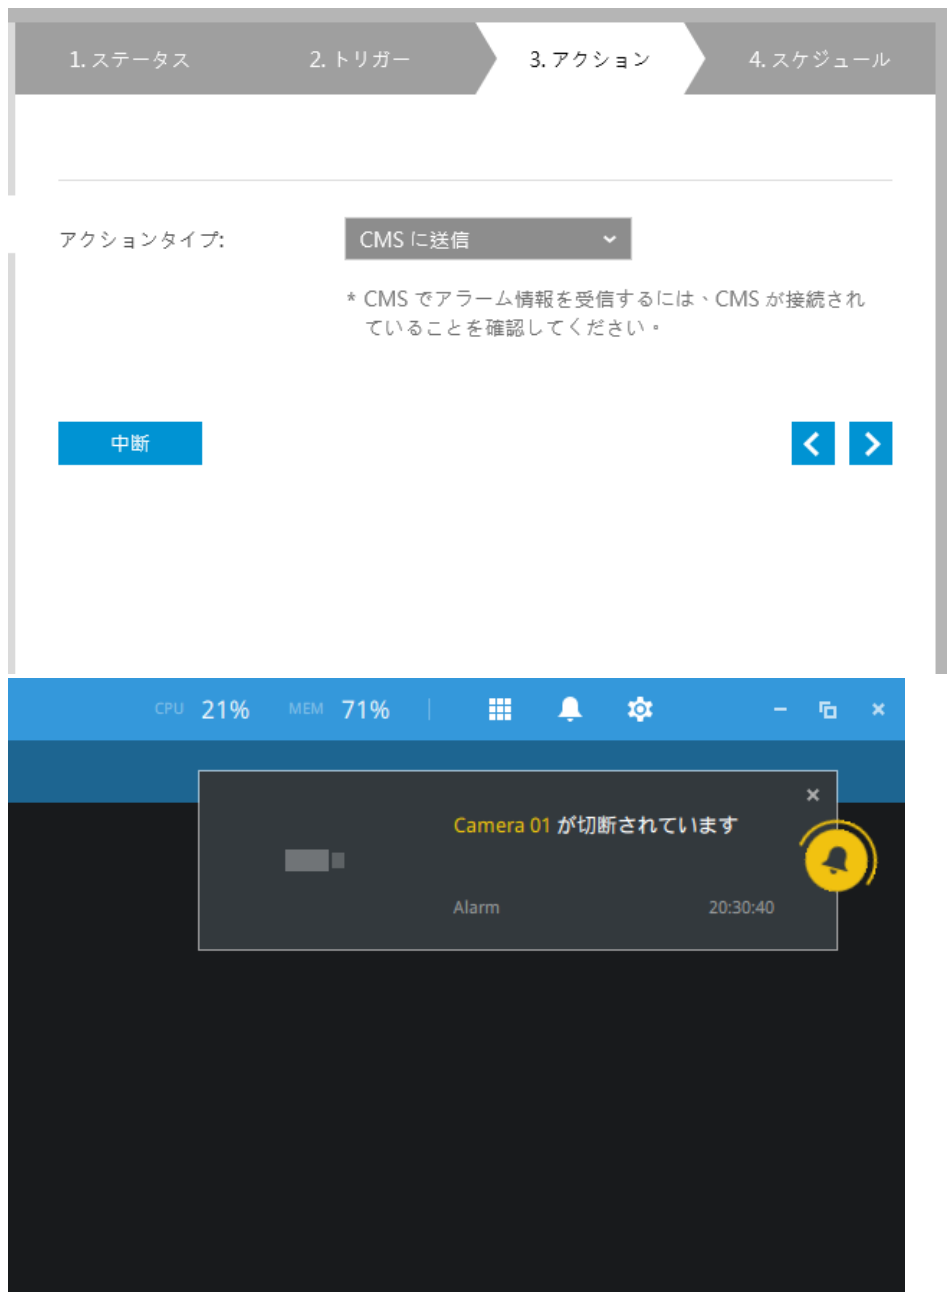 1. ステータス
2. トリガー
3. アクション
4. スケジュール
アクションタイプ:
CMS に送信
* CMS でアラーム情報を受信するには、CMS が接続され
ていることを確認してください。
中断
CPU 21% MEM 71%
Camera 01 が切断されています
Alarm
20:30:40